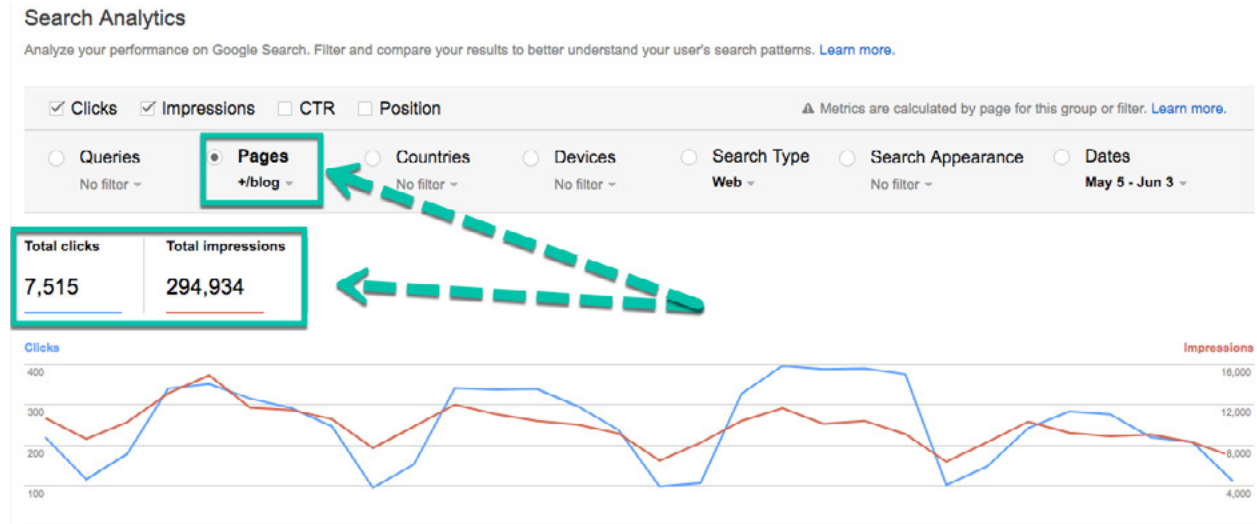 Search Analytics
Analyze your performance on Google Search. Filter and compare your results to better understand your user's search patterns. Learn more.
Clicks Impressions CTR Position Metrics are calculated by page for this group or filter. Learn more.
Queries Pages Countries Devices Search Type Search Appearance Dates
No filter +/blog No filter No filter Web No filter May 5 - Jun 3
Total clicks Total impressions
7,515 294,934
Clicks Impressions
400 16,000
300 12,000
200 8,000
100 4,000